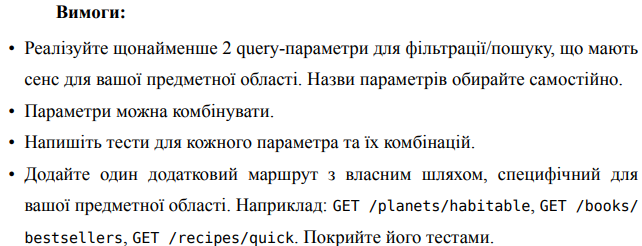 Вимоги:
• Реалізуйте щонайменше 2 query-параметри для фільтрації/пошуку, що мають
сенс для вашої предметної області. Назви параметрів обирайте самостійно.
• Параметри можна комбінувати.
• Напишіть тести для кожного параметра та їх комбінацій.
• Додайте один додатковий маршрут з власним шляхом, специфічний для
вашої предметної області. Наприклад: GET /planets/habitable, GET /books/
bestsellers, GET /recipes/quick. Покрийте його тестами.